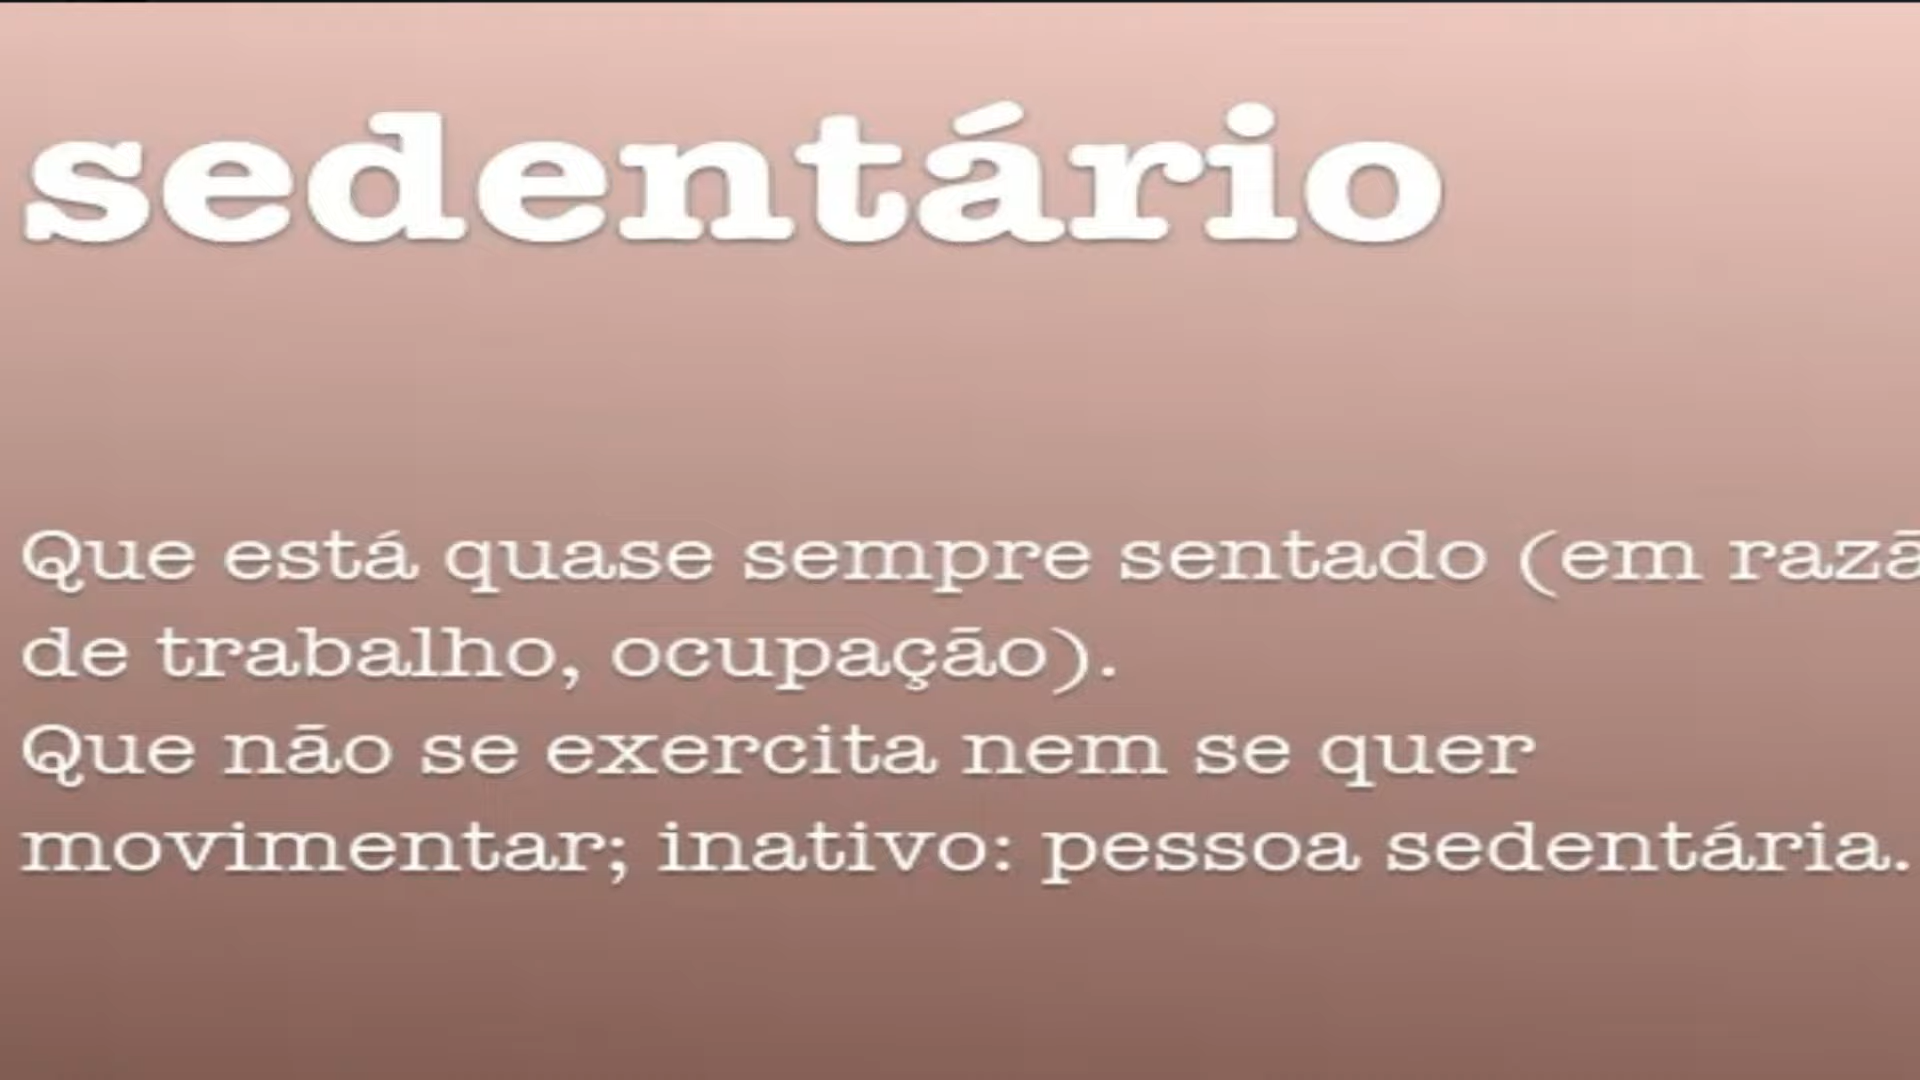 sedentário
Que está quase sempre sentado (em razã
de trabalho, ocupação).
Que não se exercita nem se quer
movimentar; inativo: pessoa sedentária.